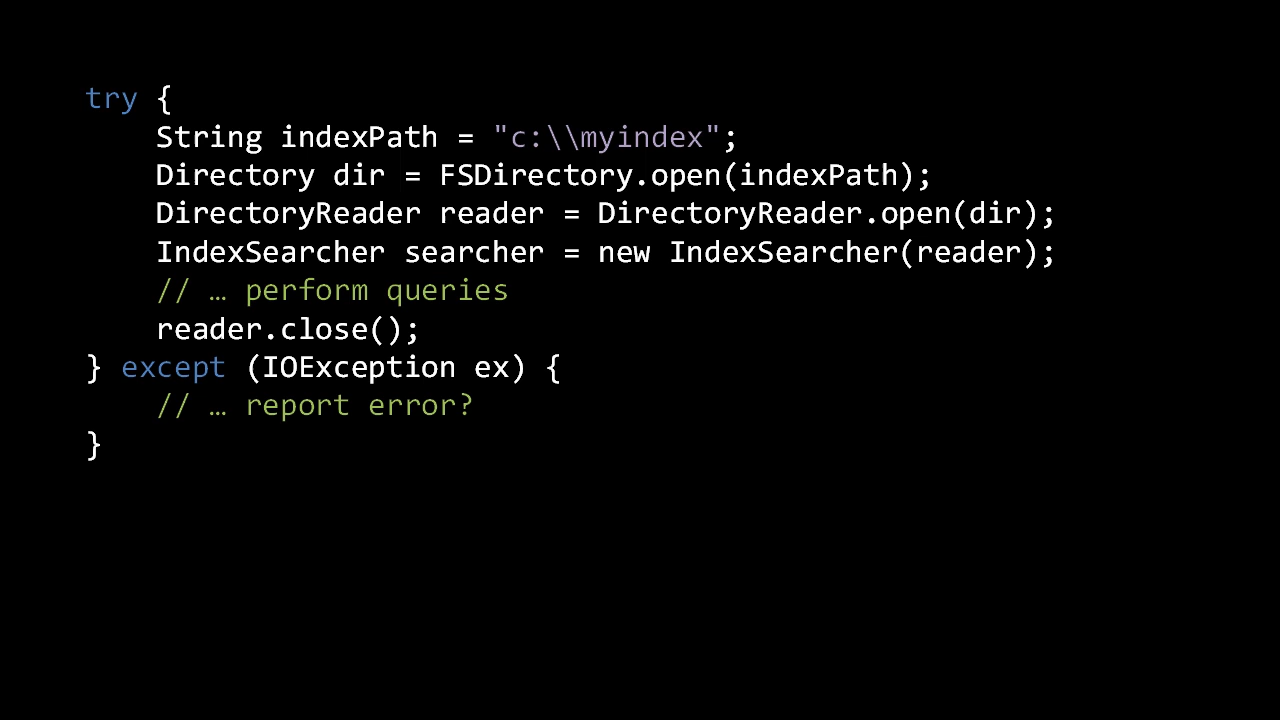 try {
    String indexPath = "c:\\myindex";
    Directory dir = FSDirectory.open(indexPath);
    DirectoryReader reader = DirectoryReader.open(dir);
    IndexSearcher searcher = new IndexSearcher(reader);
    // … perform queries
    reader.close();
} except (IOException ex) {
    // … report error?
}